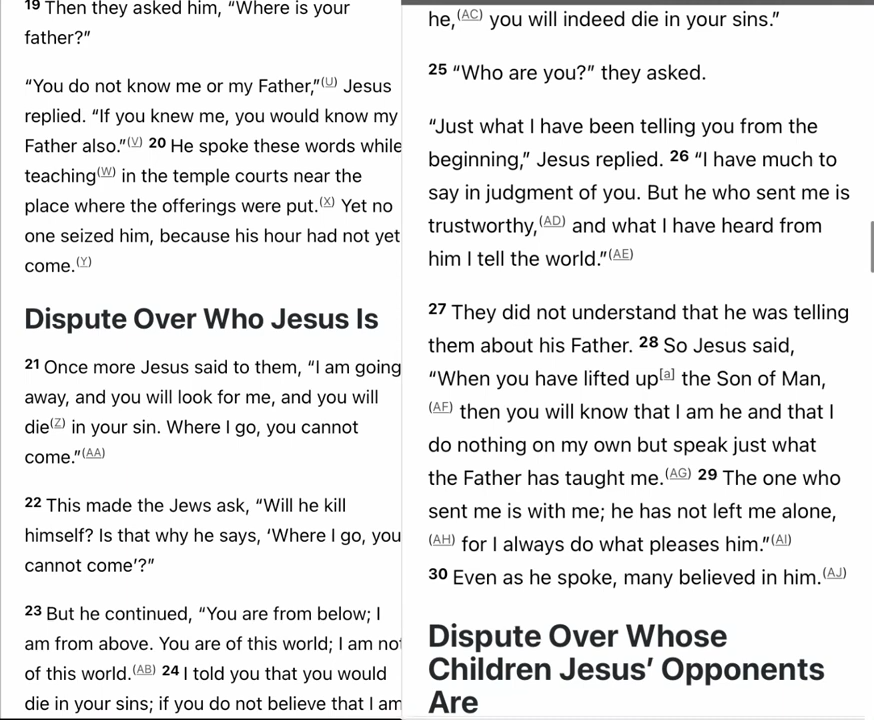 19 Then they asked him, “Where is your
father?”
“You do not know me or my Father,”(U) Jesus
replied. “If you knew me, you would know my
Father also.”(V) 20 He spoke these words while
teaching(W) in the temple courts near the
place where the offerings were put.(X) Yet no
one seized him, because his hour had not yet
come.(Y)
Dispute Over Who Jesus Is
21 Once more Jesus said to them, “I am going
away, and you will look for me, and you will
die(Z) in your sin. Where I go, you cannot
come.”(AA)
22 This made the Jews ask, “Will he kill
himself? Is that why he says, ‘Where I go, you
cannot come’?”
23 But he continued, “You are from below; I
am from above. You are of this world; I am not
of this world.(AB) 24 I told you that you would
die in your sins; if you do not believe that I am
he,(AC) you will indeed die in your sins.”
25 “Who are you?” they asked.
“Just what I have been telling you from the
beginning,” Jesus replied. 26 “I have much to
say in judgment of you. But he who sent me is
trustworthy,(AD) and what I have heard from
him I tell the world.”(AE)
27 They did not understand that he was telling
them about his Father. 28 So Jesus said,
“When you have lifted up[a] the Son of Man,
(AF) then you will know that I am he and that I
do nothing on my own but speak just what
the Father has taught me.(AG) 29 The one who
sent me is with me; he has not left me alone,
(AH) for I always do what pleases him.”(AI)
30 Even as he spoke, many believed in him.(AJ)
Dispute Over Whose
Children Jesus’ Opponents
Are